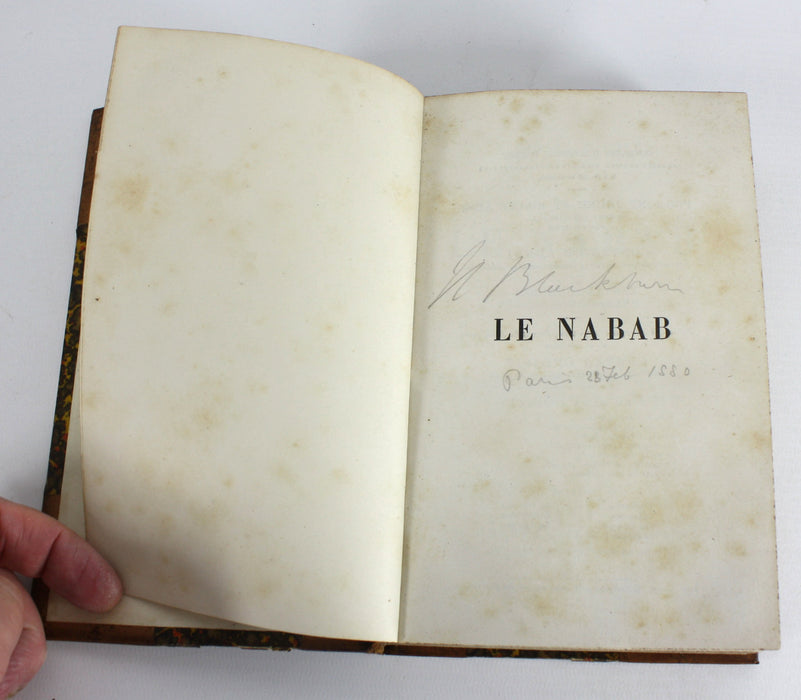 Blackburn
LE NABAB
Paris 28 Feb 1880